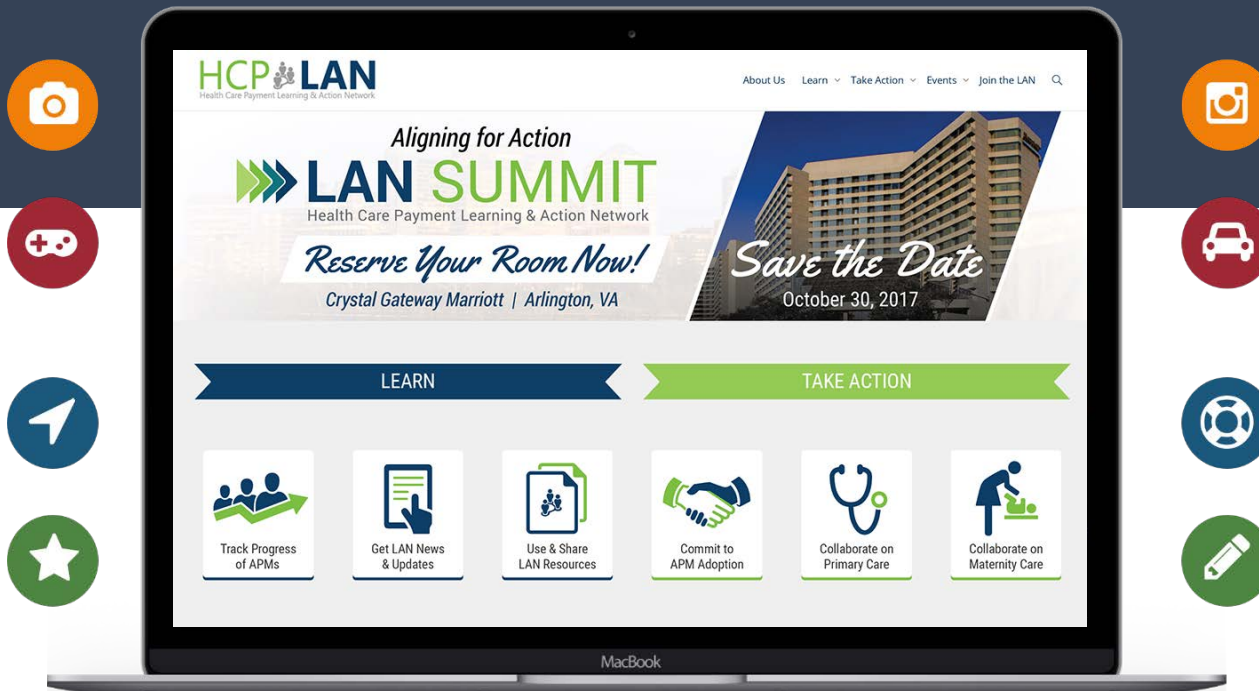 HCP LAN
Health Care Payment Learning & Action Network
About Us Learn Take Action Events Join the LAN
Aligning for Action
LAN SUMMIT
Health Care Payment Learning & Action Network
Reserve Your Room Now!
Crystal Gateway Marriott | Arlington, VA
Save the Date
October 30, 2017
LEARN
TAKE ACTION
Track Progress
of APMs
Get LAN News
& Updates
Use & Share
LAN Resources
Commit to
APM Adoption
Collaborate on
Primary Care
Collaborate on
Maternity Care
MacBook